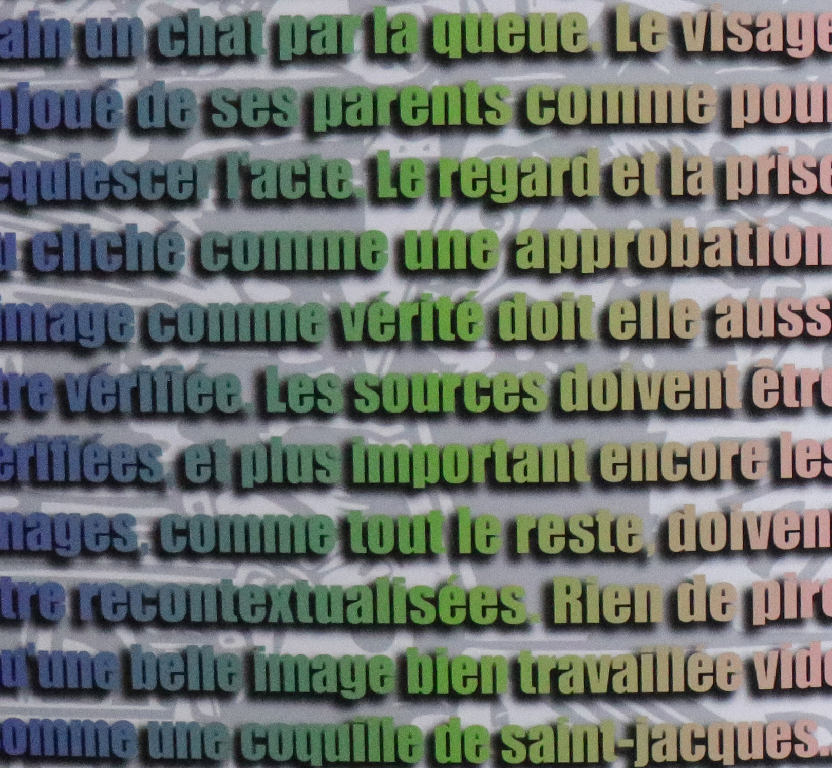 ain un chat par la queue. Le visage
njoué de ses parents comme pour
cquiescer l'acte. Le regard et la prise
u cliché comme une approbation
image comme vérité doit elle aussi
tre vérifiée. Les sources doivent être
érifiées, et plus important encore les
mages, comme tout le reste, doiven
tre recontextualisées. Rien de pire
u'une belle image bien travaillée vide
omme une coquille de saint-jacques.